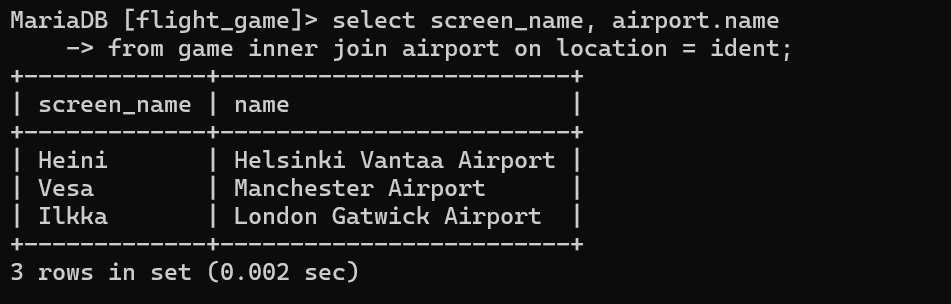 MariaDB [flight_game]> select screen_name, airport.name
    -> from game inner join airport on location = ident;
+-------------+-------------------------+
| screen_name | name                    |
+-------------+-------------------------+
| Heini       | Helsinki Vantaa Airport |
| Vesa        | Manchester Airport      |
| Ilkka       | London Gatwick Airport  |
+-------------+-------------------------+
3 rows in set (0.002 sec)